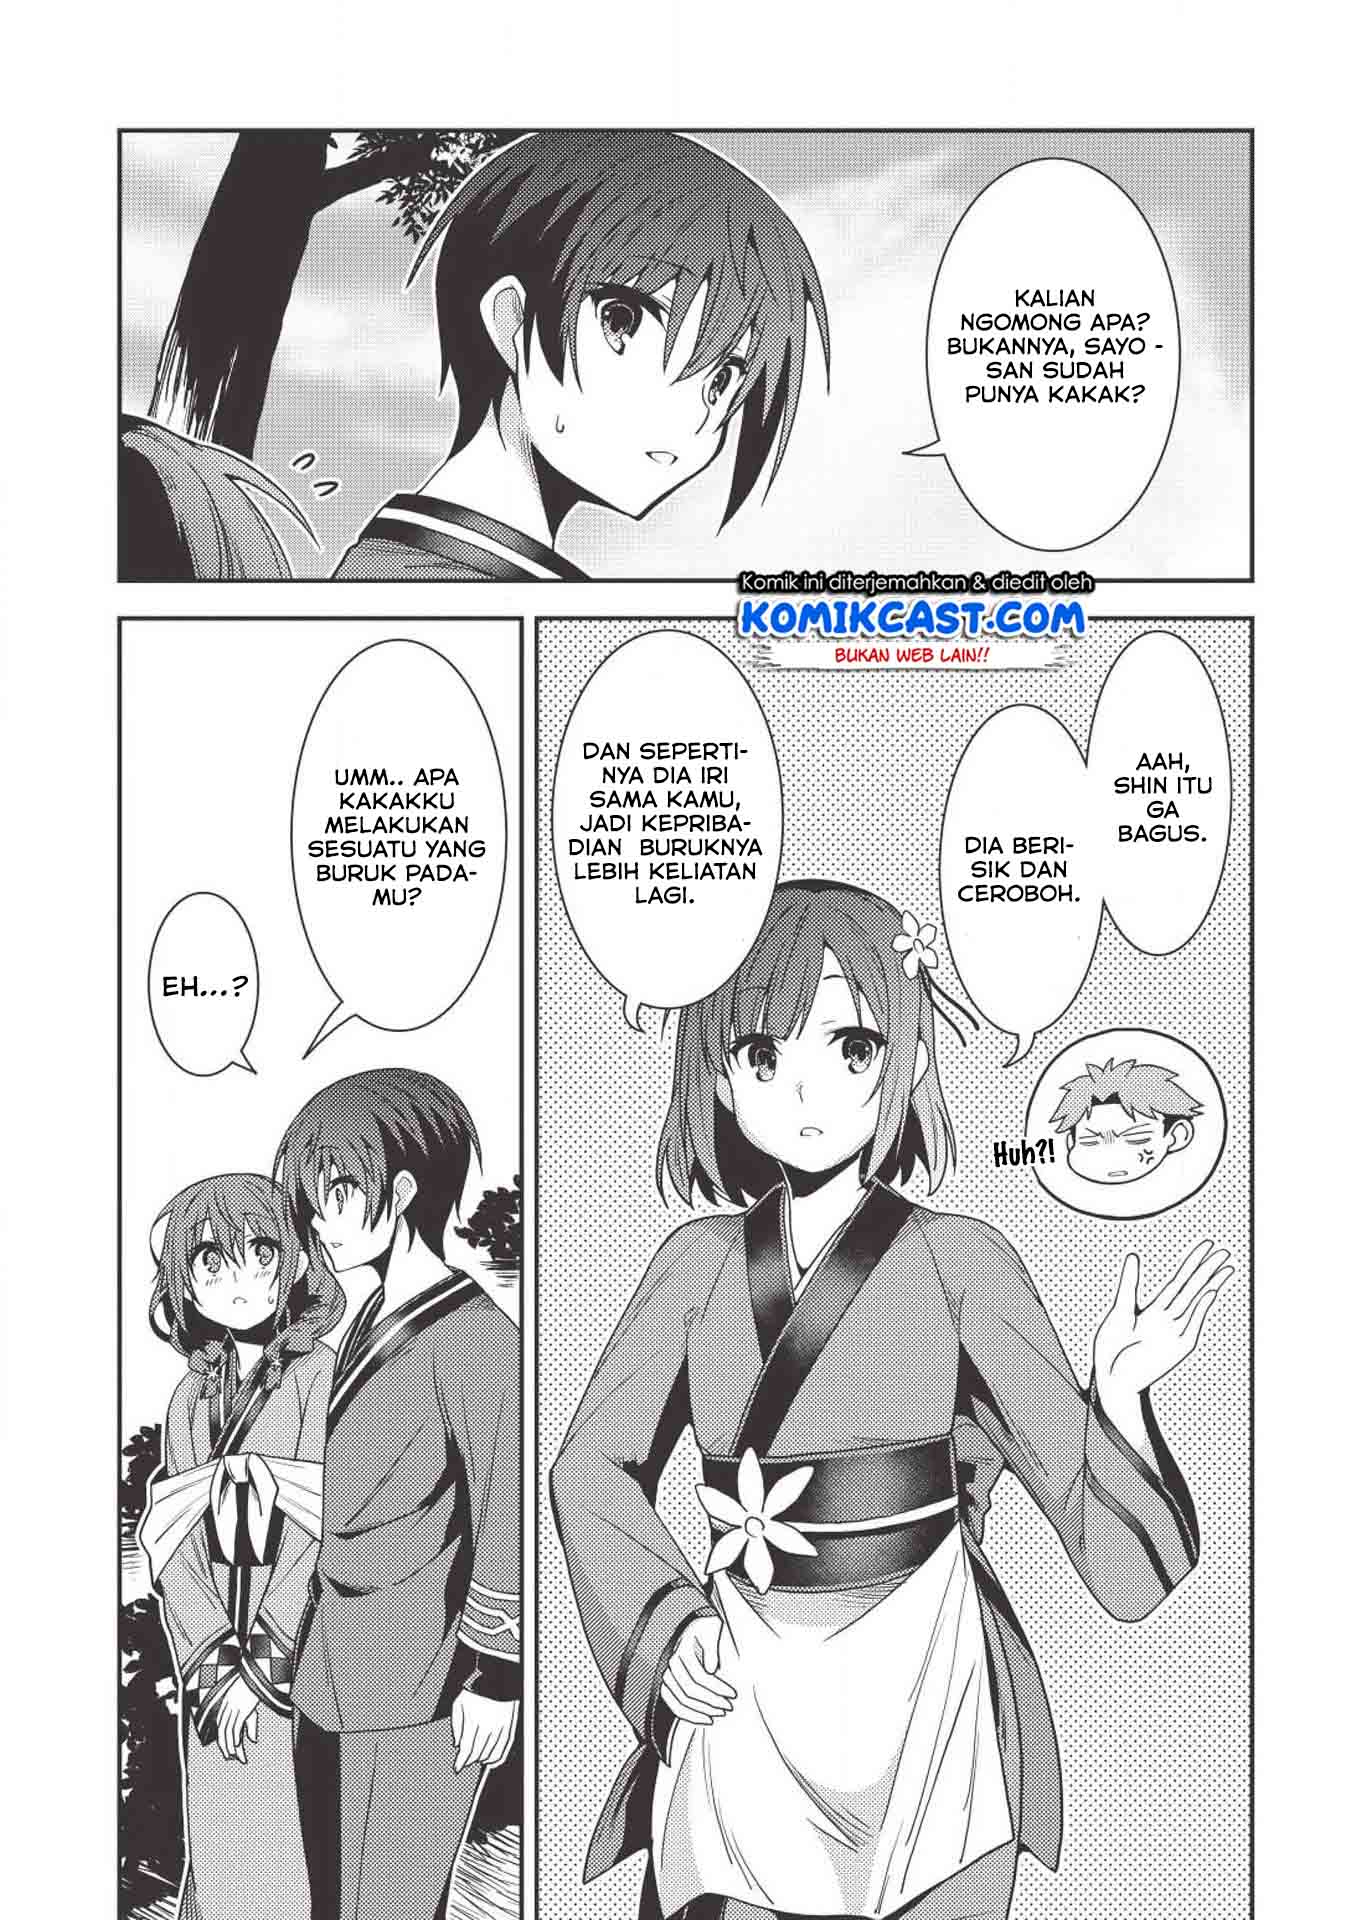 KALIAN
NGOMONG APA?
BUKANNYA, SAYO -
SAN SUDAH
PUNYA KAKAK?
Komik ini diterjemahkan & diedit oleh
KOMIKCAST.COM
BUKAN WEB LAIN!!
AAH,
SHIN ITU
GA
BAGUS.
DIA BERI-
SIK DAN
CEROBOH.
Huh?!
DAN SEPERTI-
NYA DIA IRI
SAMA KAMU,
JADI KEPRIBA-
DIAN BURUKNYA
LEBIH KELIATAN
LAGI.
UMM.. APA
KAKAKKU
MELAKUKAN
SESUATU YANG
BURUK PADA-
MU?
EH...?